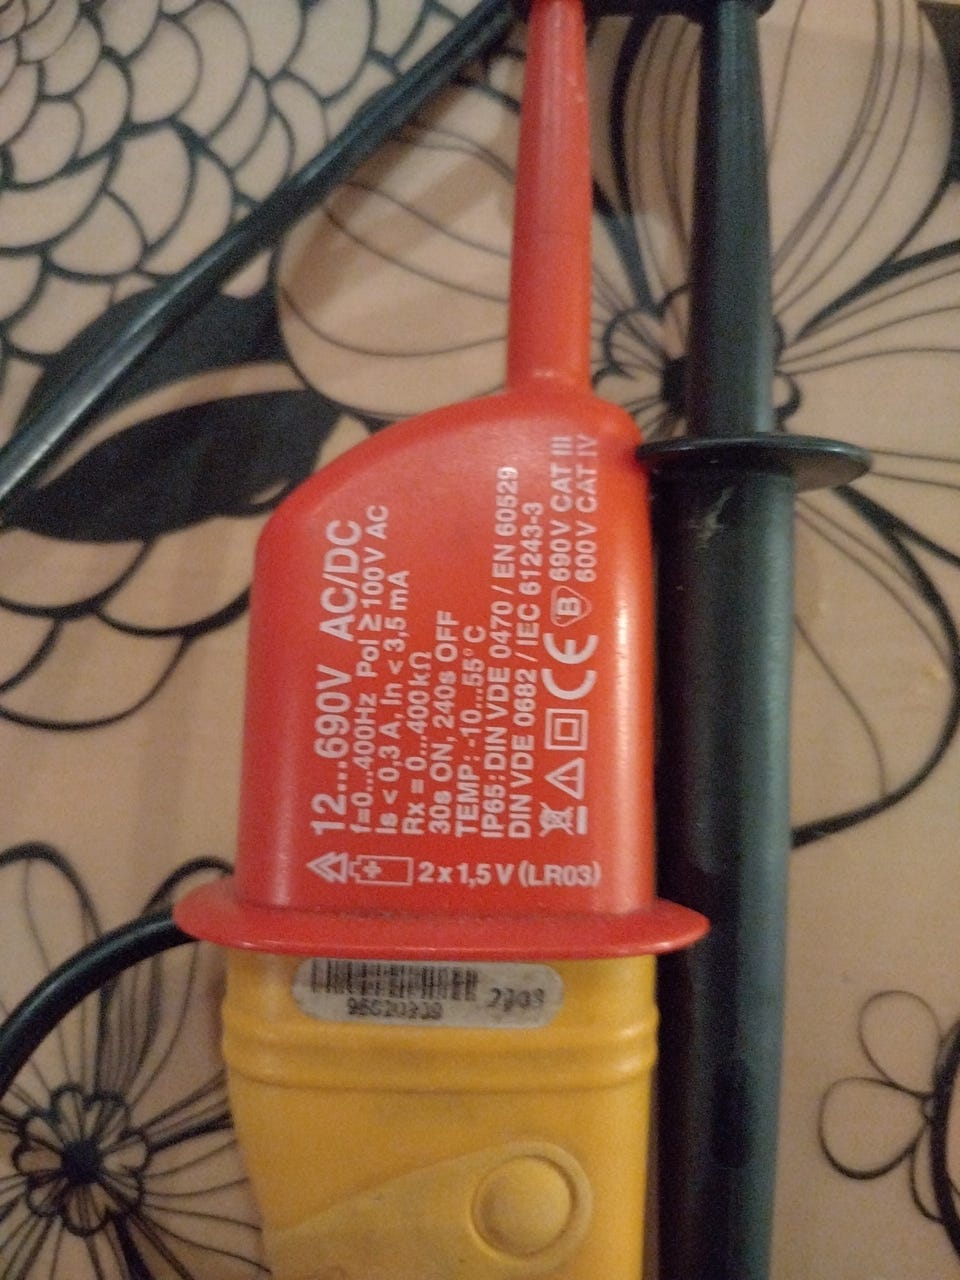 12...690V AC/DC
f=0...400Hz Pol ≥ 100V AC
Is < 0,3 A, In < 3,5 mA
Rx = 0...400 kΩ
30s ON, 240s OFF
TEMP: -10...55°C
IP65: DIN VDE 0470 / EN 60529
DIN VDE 0682 / IEC 61243-3
CE B 690V CAT III
600V CAT IV
2 x 1,5 V (LR03)